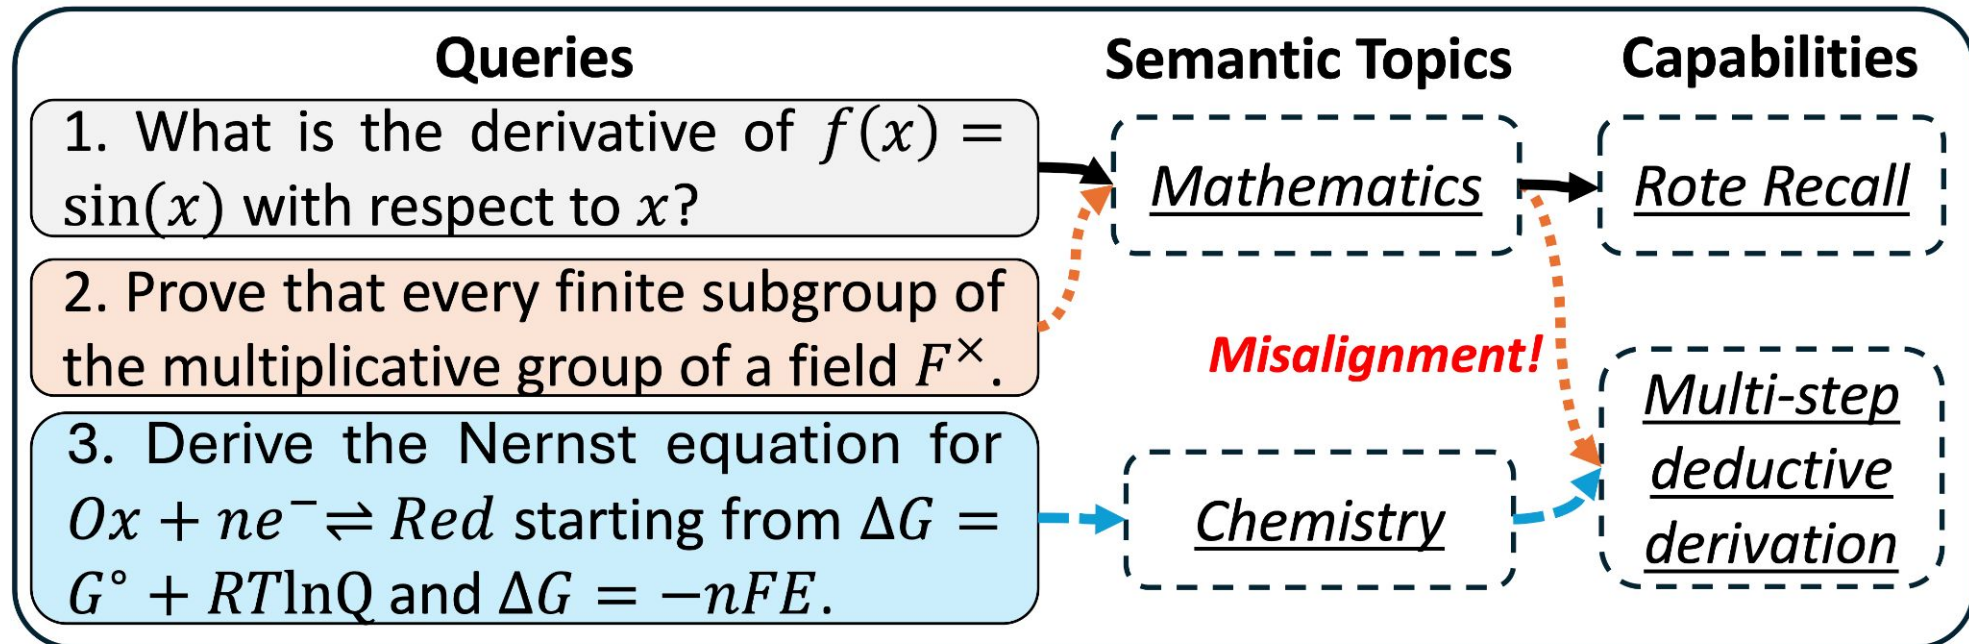 Queries
Semantic Topics
Capabilities
1. What is the derivative of f(x) =
sin(x) with respect to x?
Mathematics
Rote Recall
2. Prove that every finite subgroup of
the multiplicative group of a field F×.
Misalignment!
3. Derive the Nernst equation for
Ox + ne⁻ ⇌ Red starting from ΔG =
G° + RTlnQ and ΔG = −nFE.
Chemistry
Multi-step
deductive
derivation